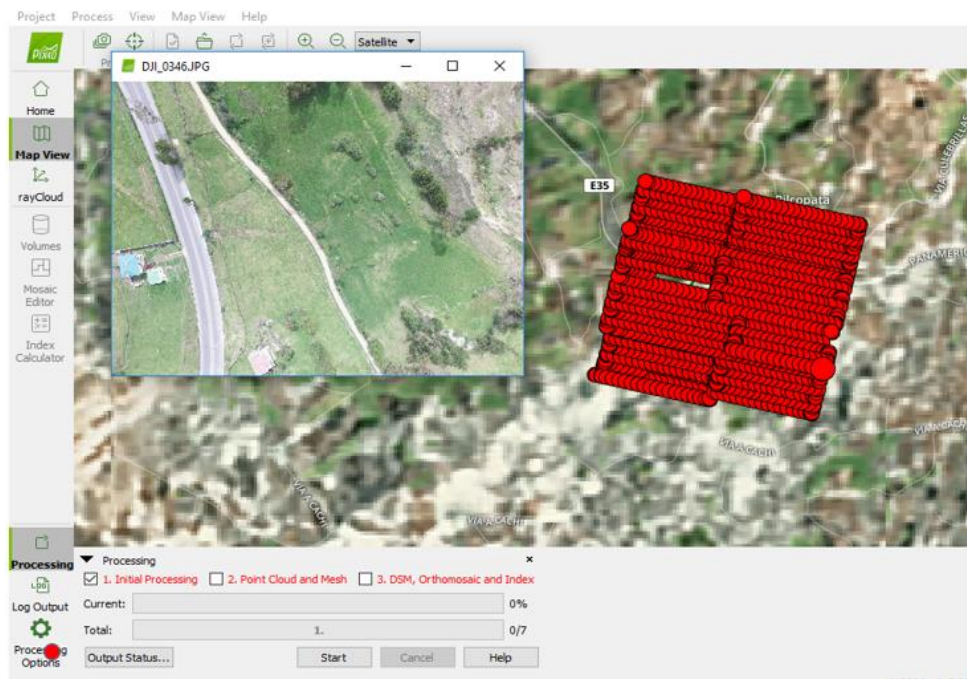 Project Process View Map View Help
Pix4D
Satellite
DJI_0346.JPG
Home
Map View
rayCloud
Volumes
Mosaic
Editor
Index
Calculator
E35
Pilcopata
VIA CULEBRILLAS
VIA A CACHI
VIA A CACHI
VIA A CACHI
Processing
Log Output
Processing
Options
Processing
1. Initial Processing 2. Point Cloud and Mesh 3. DSM, Orthomosaic and Index
Current: 0%
Total: 1. 0/7
Output Status... Start Cancel Help